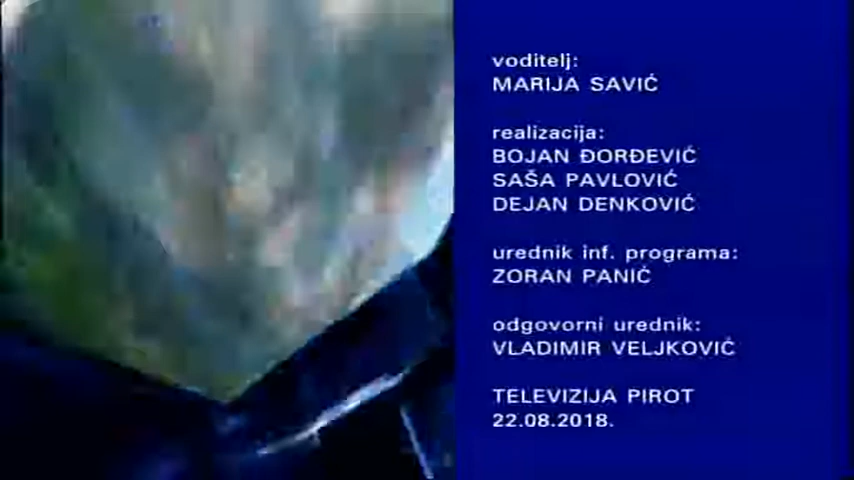 voditelj:
MARIJA SAVIĆ
realizacija:
BOJAN ĐORĐEVIĆ
SAŠA PAVLOVIĆ
DEJAN DENKOVIĆ
urednik inf. programa:
ZORAN PANIĆ
odgovorni urednik:
VLADIMIR VELJKOVIĆ
TELEVIZIJA PIROT
22.08.2018.